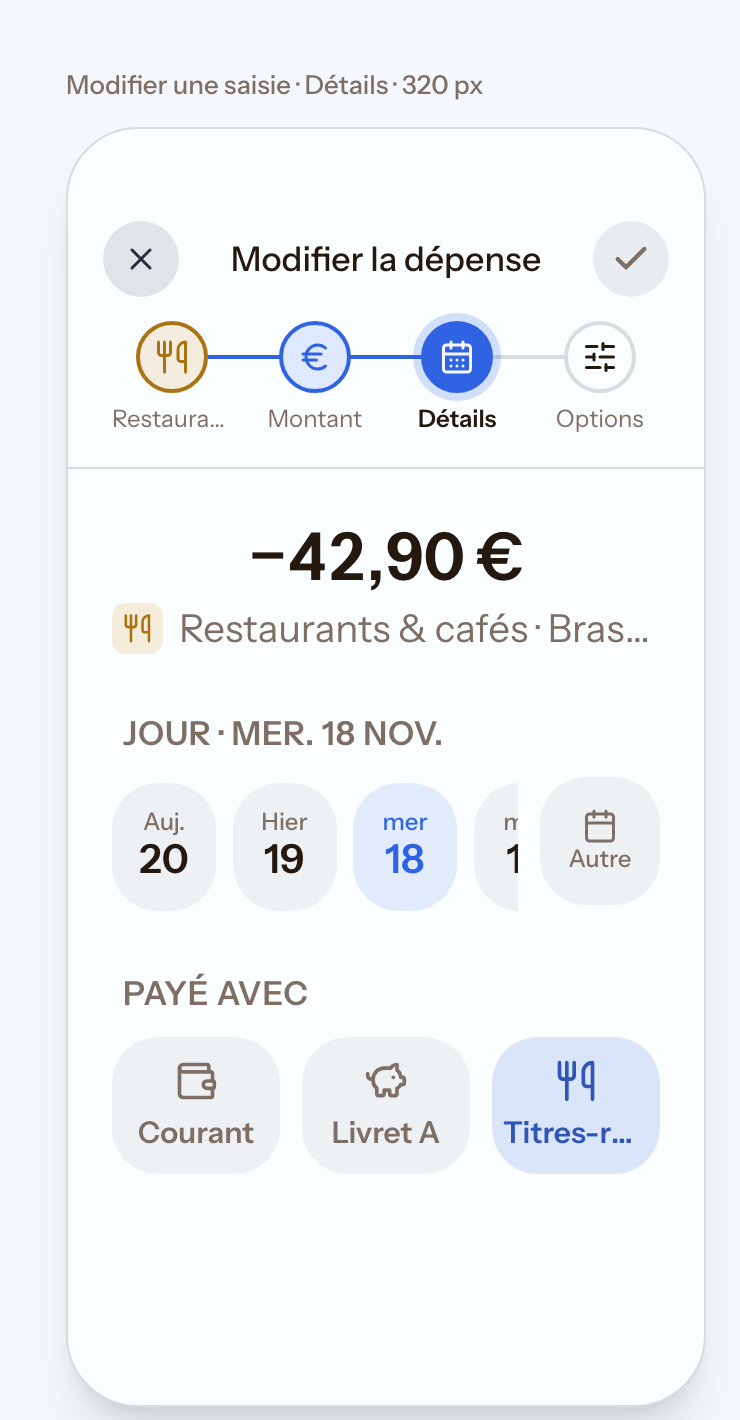 Modifier une saisie · Détails · 320 px
Modifier la dépense
€
Restaura...
Montant
Détails
Options
−42,90 €
Restaurants & cafés · Bras...
JOUR · MER. 18 NOV.
Auj.
20
Hier
19
mer
18
Autre
PAYÉ AVEC
Courant
Livret A
Titres-r...